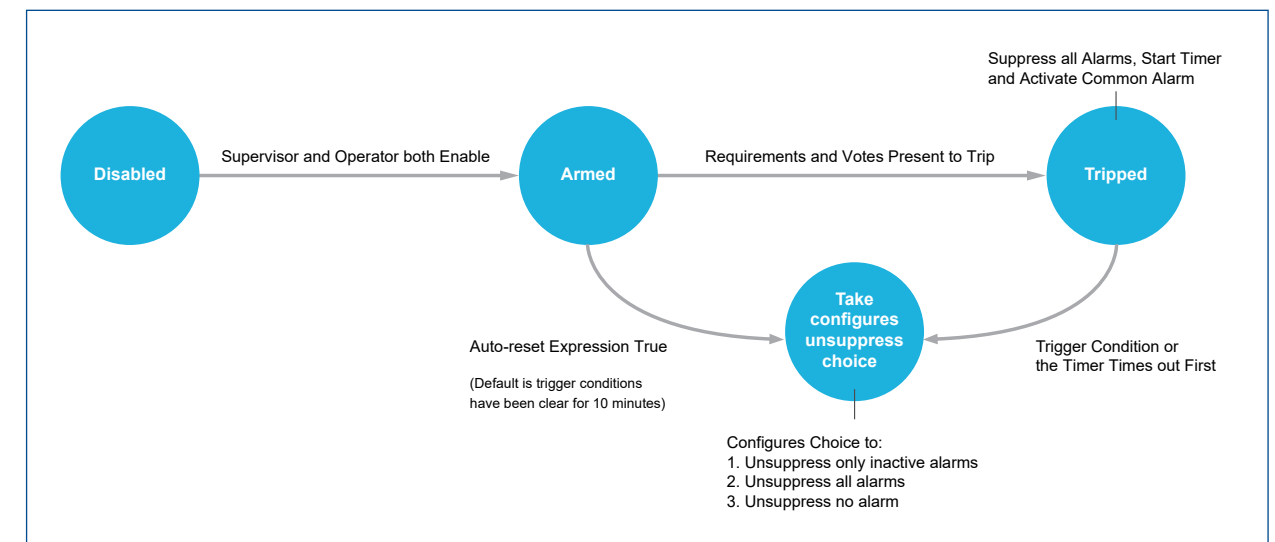 Suppress all Alarms, Start Timer
and Activate Common Alarm
Disabled
Supervisor and Operator both Enable
Armed
Requirements and Votes Present to Trip
Tripped
Take
configures
unsuppress
choice
Auto-reset Expression True
(Default is trigger conditions
have been clear for 10 minutes)
Trigger Condition or
the Timer Times out First
Configures Choice to:
1. Unsuppress only inactive alarms
2. Unsuppress all alarms
3. Unsuppress no alarm